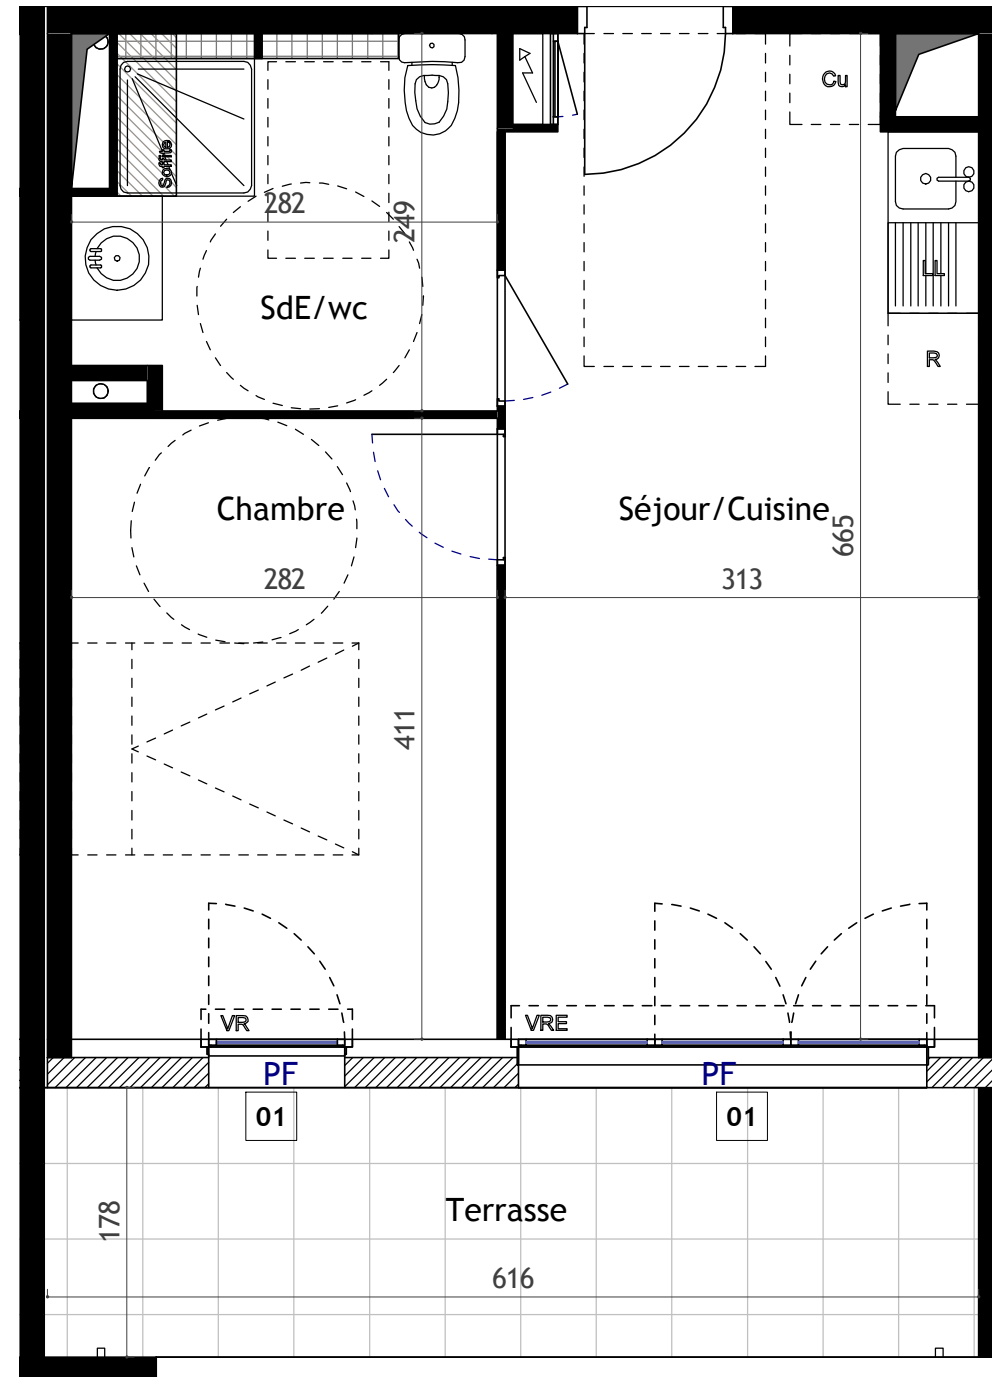 Cu
Soffite
282
249
SdE/wc
LL
R
Chambre
Séjour/Cuisine
665
282
313
411
VR
VRE
PF
PF
01
01
178
Terrasse
616